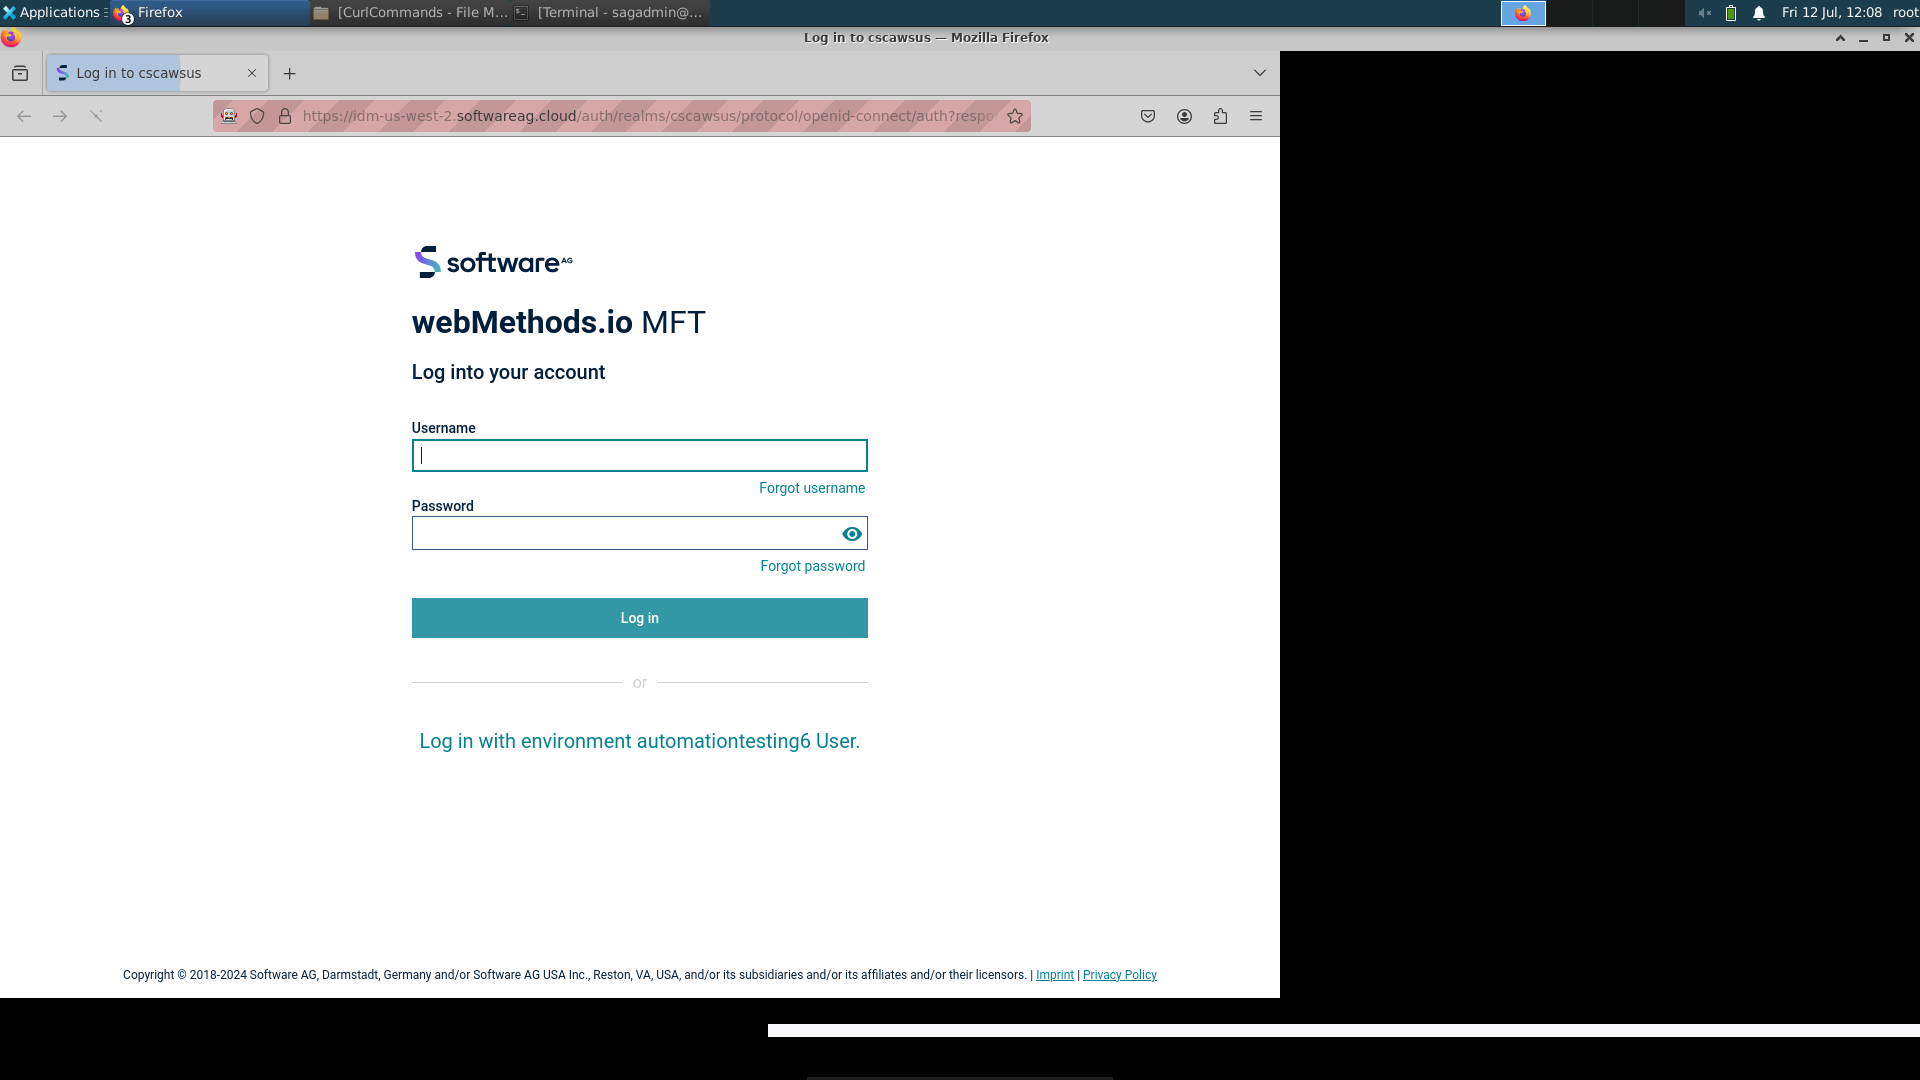 Applications
3
Firefox
[CurlCommands - File M...
[Terminal - sagadmin@...
Fri 12 Jul, 12:08
root
Log in to cscawsus — Mozilla Firefox
Log in to cscawsus
https://idm-us-west-2.softwareag.cloud/auth/realms/cscawsus/protocol/openid-connect/auth?respo
software AG
webMethods.io MFT
Log into your account
Username
Forgot username
Password
Forgot password
Log in
or
Log in with environment automationtesting6 User.
Copyright © 2018-2024 Software AG, Darmstadt, Germany and/or Software AG USA Inc., Reston, VA, USA, and/or its subsidiaries and/or its affiliates and/or their licensors. | Imprint | Privacy Policy